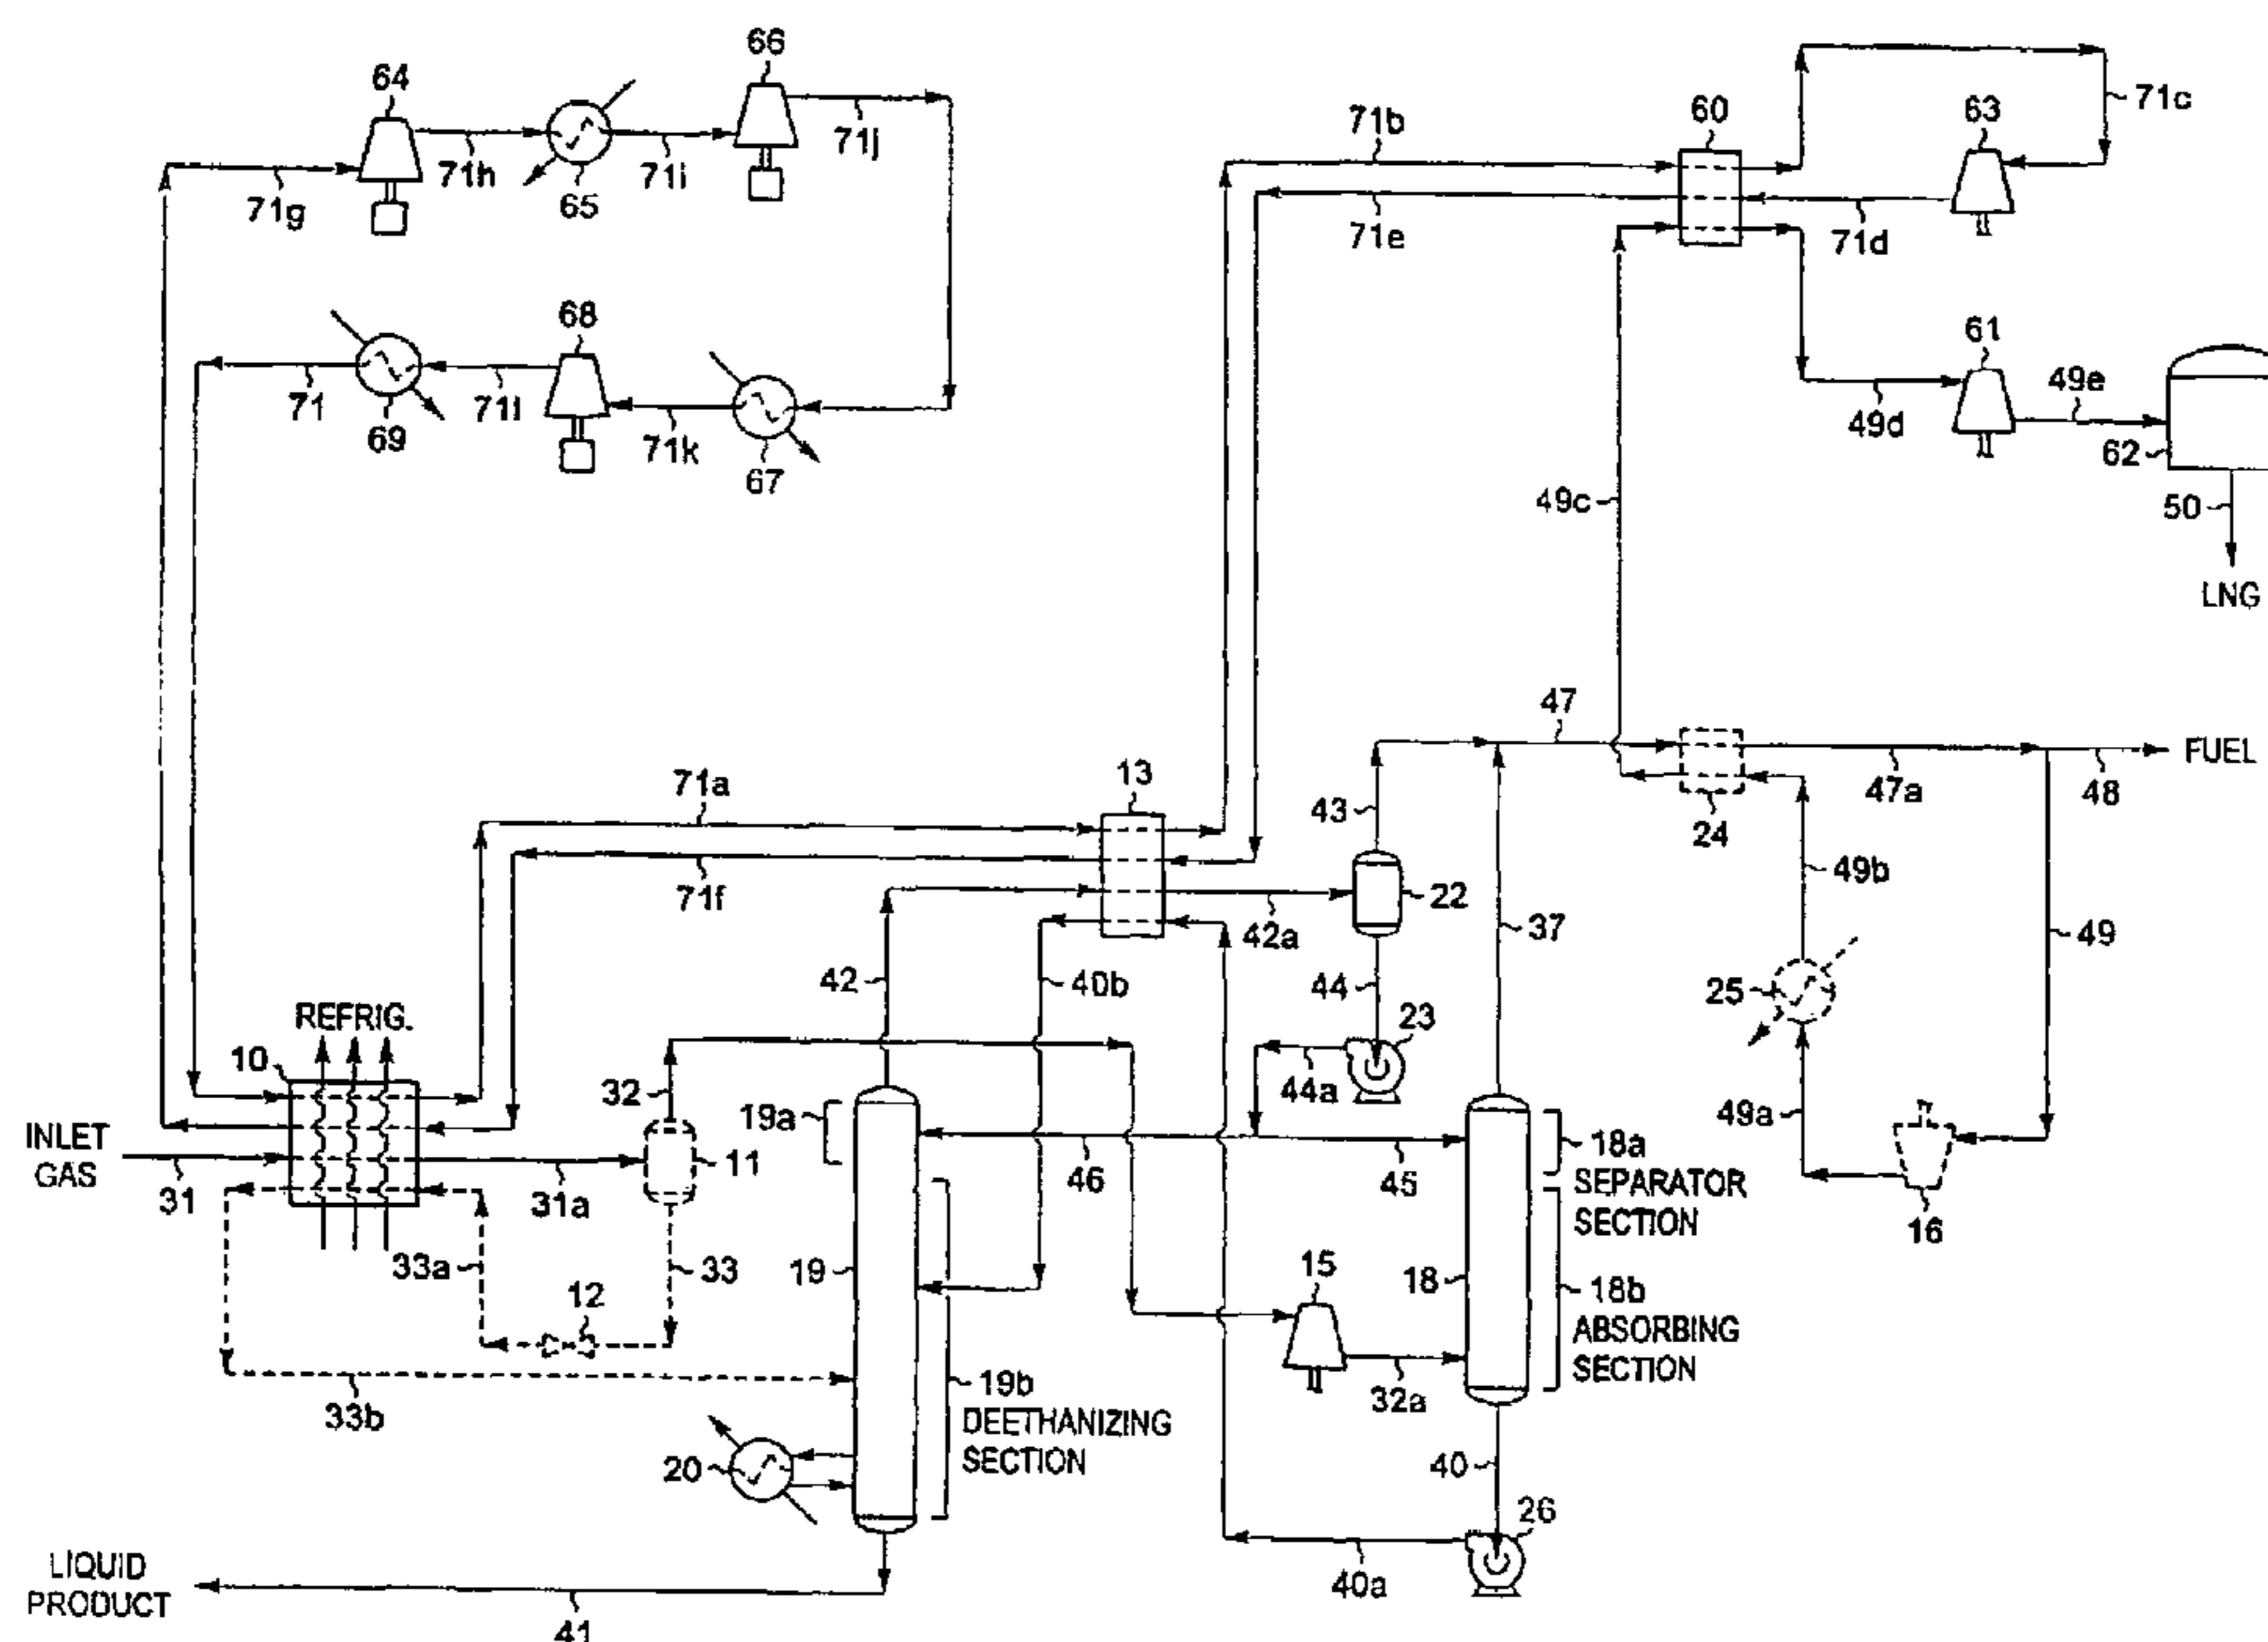 66
64
71j
71h
71i
65
71g
60
63
71c
71b
71e
71d
68
61
49e
71
71l
69
71k
67
49d
62
49c
50
LNG
47
FUEL
71a
13
43
47a
48
24
71f
42a
22
49b
37
49
42
40b
44
25
REFRIG.
23
10
32
19a
44a
49a
INLET
GAS
31
31a
11
46
45
18a
SEPARATOR
SECTION
16
33a
33
19
15
18
18b
ABSORBING
SECTION
12
33b
19b
DEETHANIZING
SECTION
32a
20
40
26
LIQUID
PRODUCT
40a
41